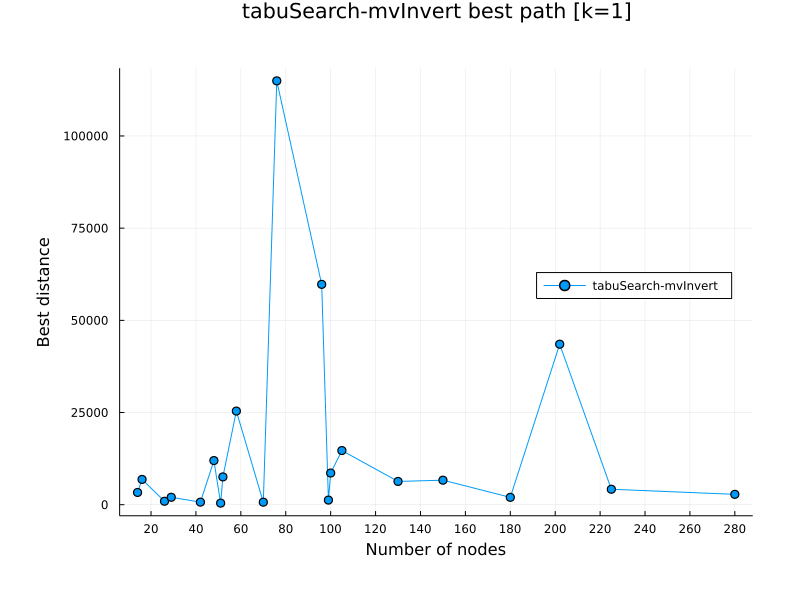 tabuSearch-mvInvert best path [k=1]
100000
75000
50000
25000
0
Best distance
tabuSearch-mvInvert
20 40 60 80 100 120 140 160 180 200 220 240 260 280
Number of nodes